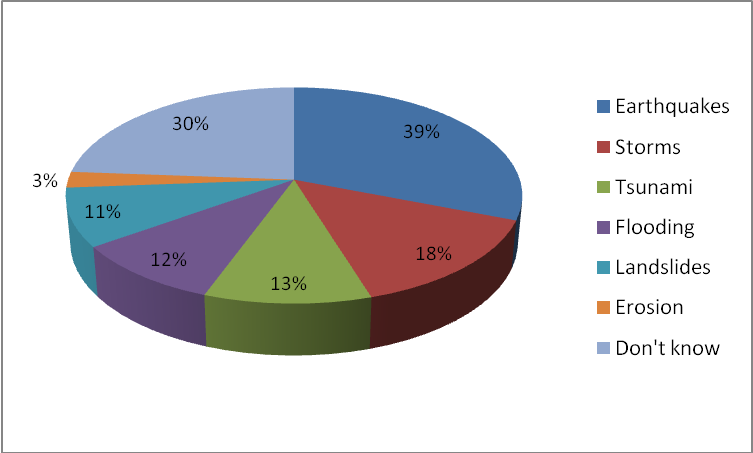 39%
18%
13%
12%
11%
3%
30%
Earthquakes
Storms
Tsunami
Flooding
Landslides
Erosion
Don't know